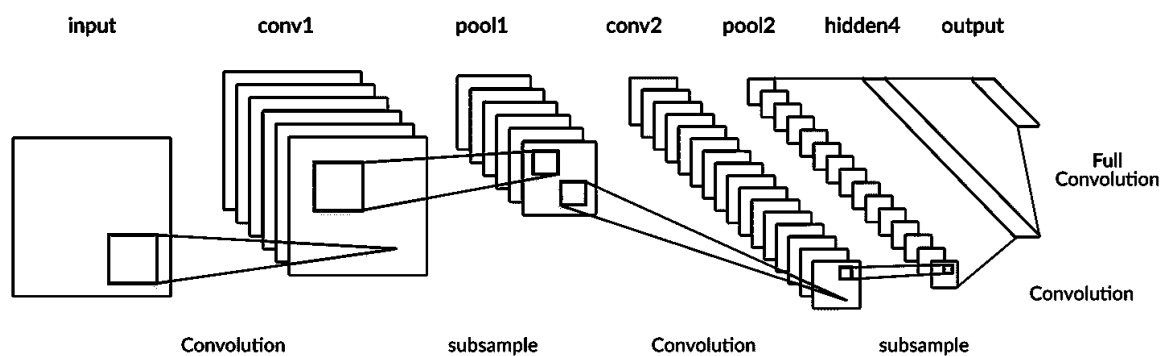 input conv1 pool1 conv2 pool2 hidden4 output
Full
Convolution
Convolution
Convolution subsample Convolution subsample